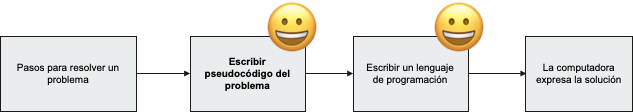 Pasos para resolver un
problema
Escribir
pseudocódigo del
problema
Escribir un lenguaje
de programación
La computadora
expresa la solución